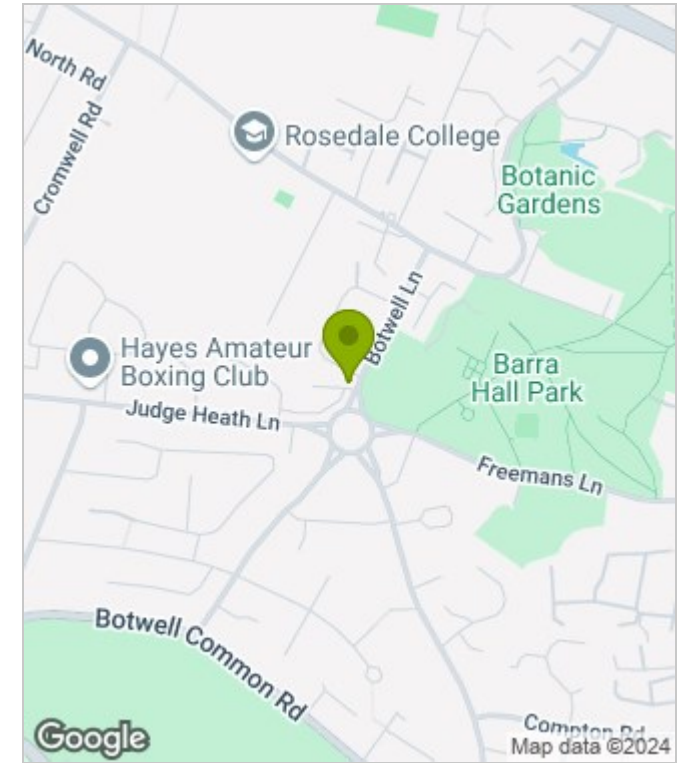 North Rd
Cromwell Rd
Rosedale College
Botanic
Gardens
Botwell Ln
Hayes Amateur
Boxing Club
Barra
Hall Park
Judge Heath Ln
Freemans Ln
Botwell Common Rd
Compton Rd
Google
Map data ©2024